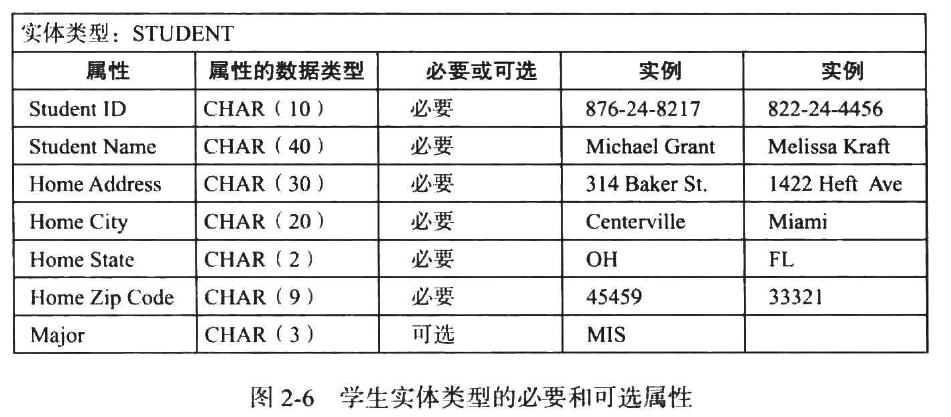 实体类型：STUDENT
属性 属性的数据类型 必要或可选 实例 实例
Student ID CHAR（10） 必要 876-24-8217 822-24-4456
Student Name CHAR（40） 必要 Michael Grant Melissa Kraft
Home Address CHAR（30） 必要 314 Baker St. 1422 Heft Ave
Home City CHAR（20） 必要 Centerville Miami
Home State CHAR（2） 必要 OH FL
Home Zip Code CHAR（9） 必要 45459 33321
Major CHAR（3） 可选 MIS
图 2-6 学生实体类型的必要和可选属性